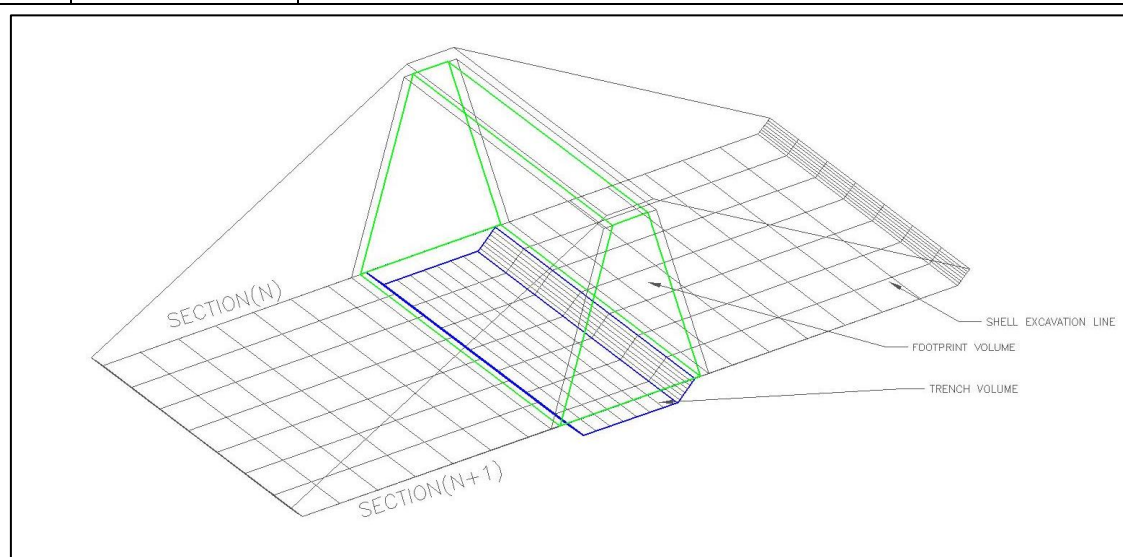 SECTION(N)
SHELL EXCAVATION LINE
FOOTPRINT VOLUME
TRENCH VOLUME
SECTION(N+1)